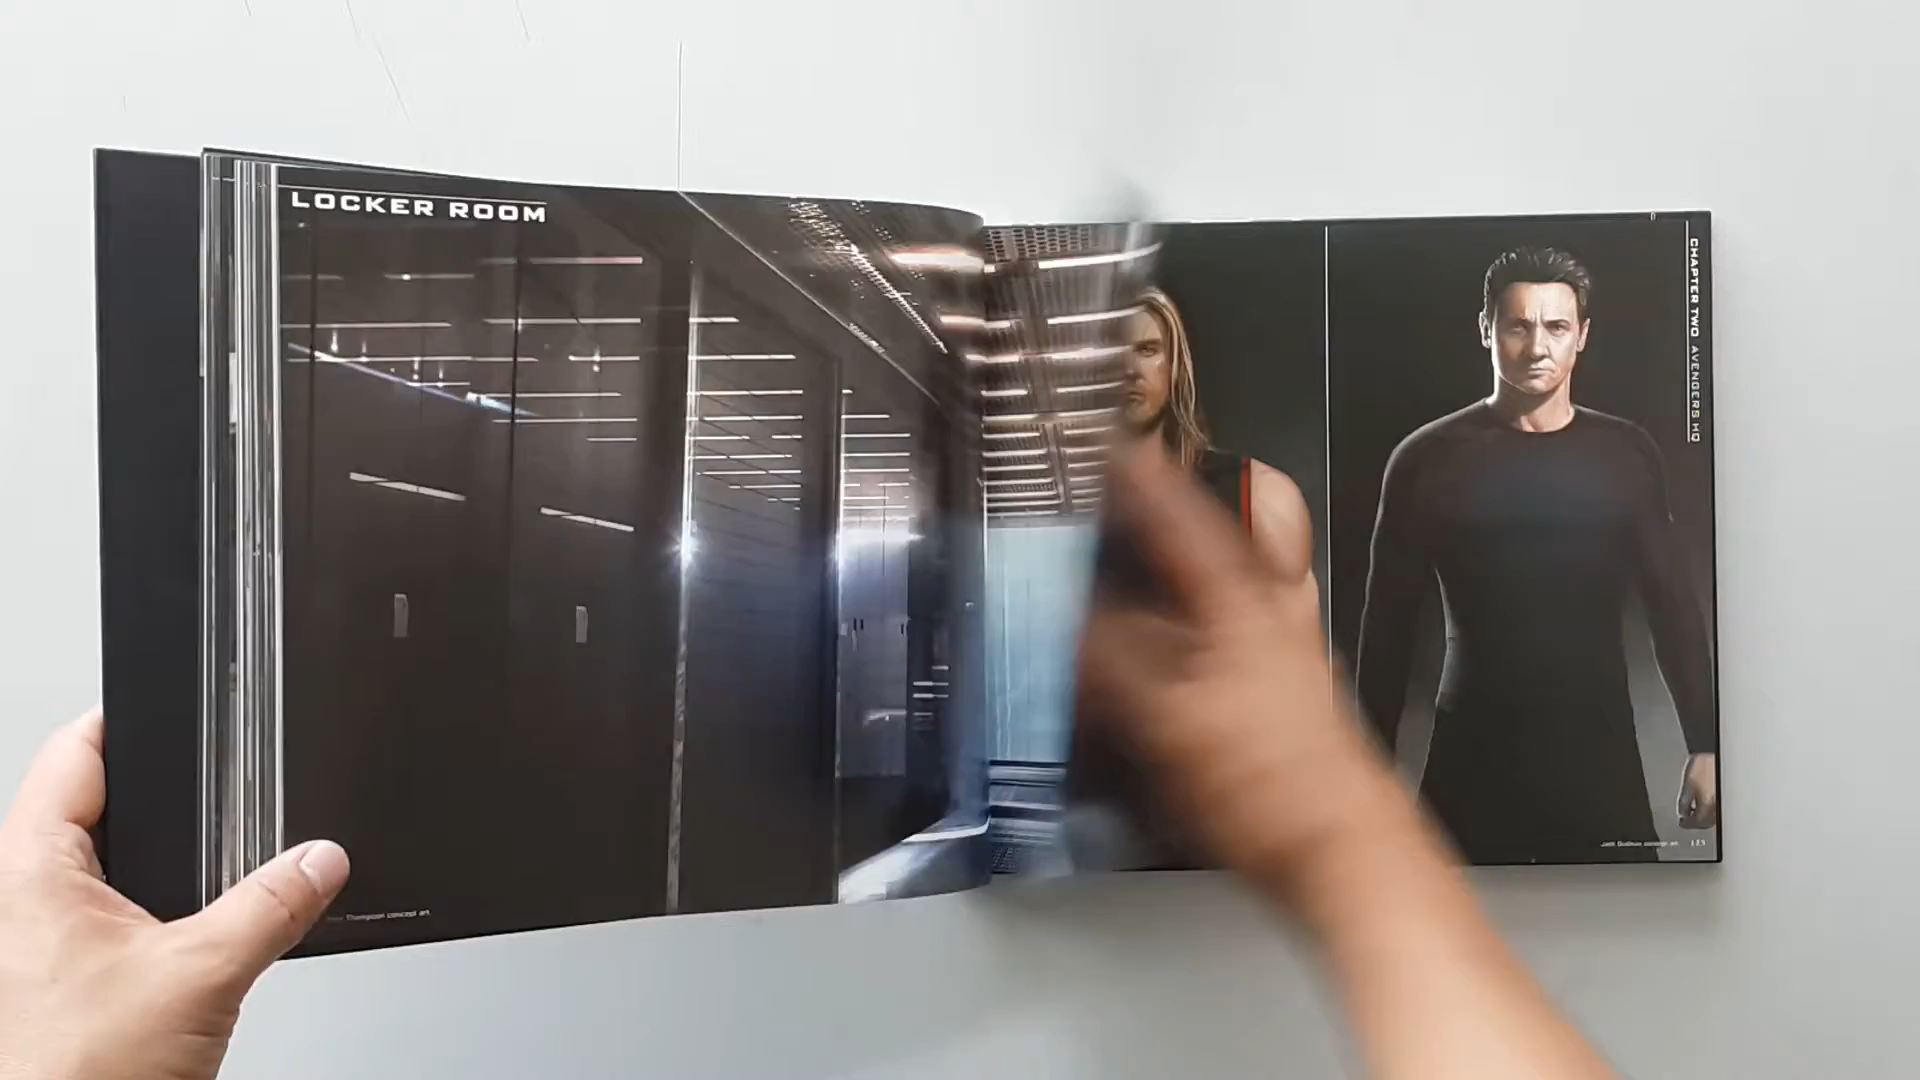 LOCKER ROOM
Thompson concept art
CHAPTER TWO AVENGERS HQ
concept art